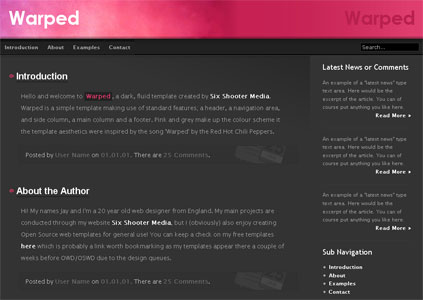 Warped
Warped
Introduction About Examples Contact
Search...
Introduction
Hello and welcome to Warped, a dark, fluid template created by Six Shooter Media.
Warped is a simple template making use of standard features; a header, a navigation area,
and side column, a main column and a footer. Pink and grey make up the colour scheme it
the template aesthetics were inspired by the song 'Warped' by the Red Hot Chili Peppers.
Posted by User Name on 01.01.01. There are 25 Comments.
About the Author
Hi! My names Jay and I'm a 20 year old web designer from England. My main projects are
conducted through my website Six Shooter Media, but I (obviously) also enjoy creating
Open Source web templates for general use! You can keep a check on my free templates
here which is probably a link worth bookmarking as my templates appear there a couple of
weeks before OWD/OSWD due to the design queues.
Posted by User Name on 01.01.01. There are 25 Comments.
Latest News or Comments
An example of a "latest news" type
text area. Here would be the
excerpt of the article. You can of
course put anything you like here.
Read More
An example of a "latest news" type
text area. Here would be the
excerpt of the article. You can of
course put anything you like here.
Read More
An example of a "latest news" type
text area. Here would be the
excerpt of the article. You can of
course put anything you like here.
Read More
Sub Navigation
+ Introduction
+ About
+ Examples
+ Contact